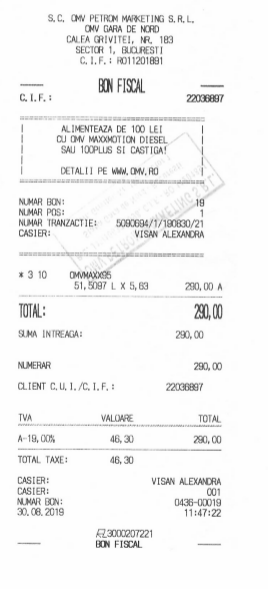 S.C. OMV PETROM MARKETING S.R.L.
OMV GARA DE NORD
CALEA GRIVITEI, NR. 183
SECTOR 1, BUCURESTI
C.I.F.: RO11201891
BON FISCAL
C.I.F.: 22036897
ALIMENTEAZA DE 100 LEI
CU OMV MAXXMOTION DIESEL
SAU 100PLUS SI CASTIGA!
DETALII PE WWW.OMV.RO
NUMAR BON: 19
NUMAR POS: 1
NUMAR TRANZACTIE: 5090694/1/190830/21
CASIER: VISAN ALEXANDRA
* 3 10 OMVMAXX95
51,5097 L X 5,63 290,00 A
TOTAL: 290,00
SUMA INTREAGA: 290,00
NUMERAR 290,00
CLIENT C.U.I./C.I.F.: 22036897
TVA VALOARE TOTAL
A-19,00% 46,30 290,00
TOTAL TAXE: 46,30
CASIER: VISAN ALEXANDRA
CASIER: 001
NUMAR BON: 0436-00019
30.08.2019 11:47:22
3000207221
BON FISCAL